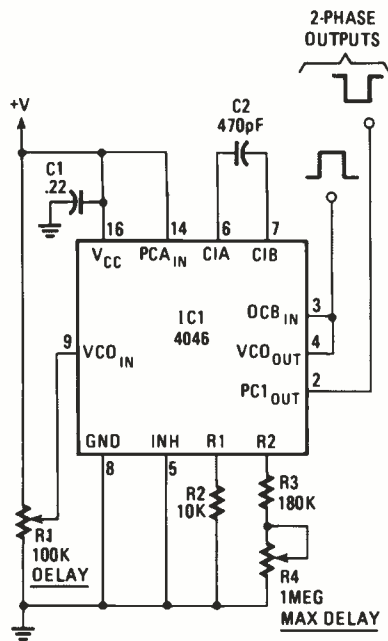 2-PHASE
OUTPUTS
+V
C1
.22
C2
470pF
16
14
6
7
VCC
PCAIN
CIA
CIB
IC1
4046
OCBIN
3
9
VCOIN
VCOOUT
4
PC1OUT
2
GND
INH
R1
R2
8
5
R1
100K
DELAY
R2
10K
R3
180K
R4
1MEG
MAX DELAY